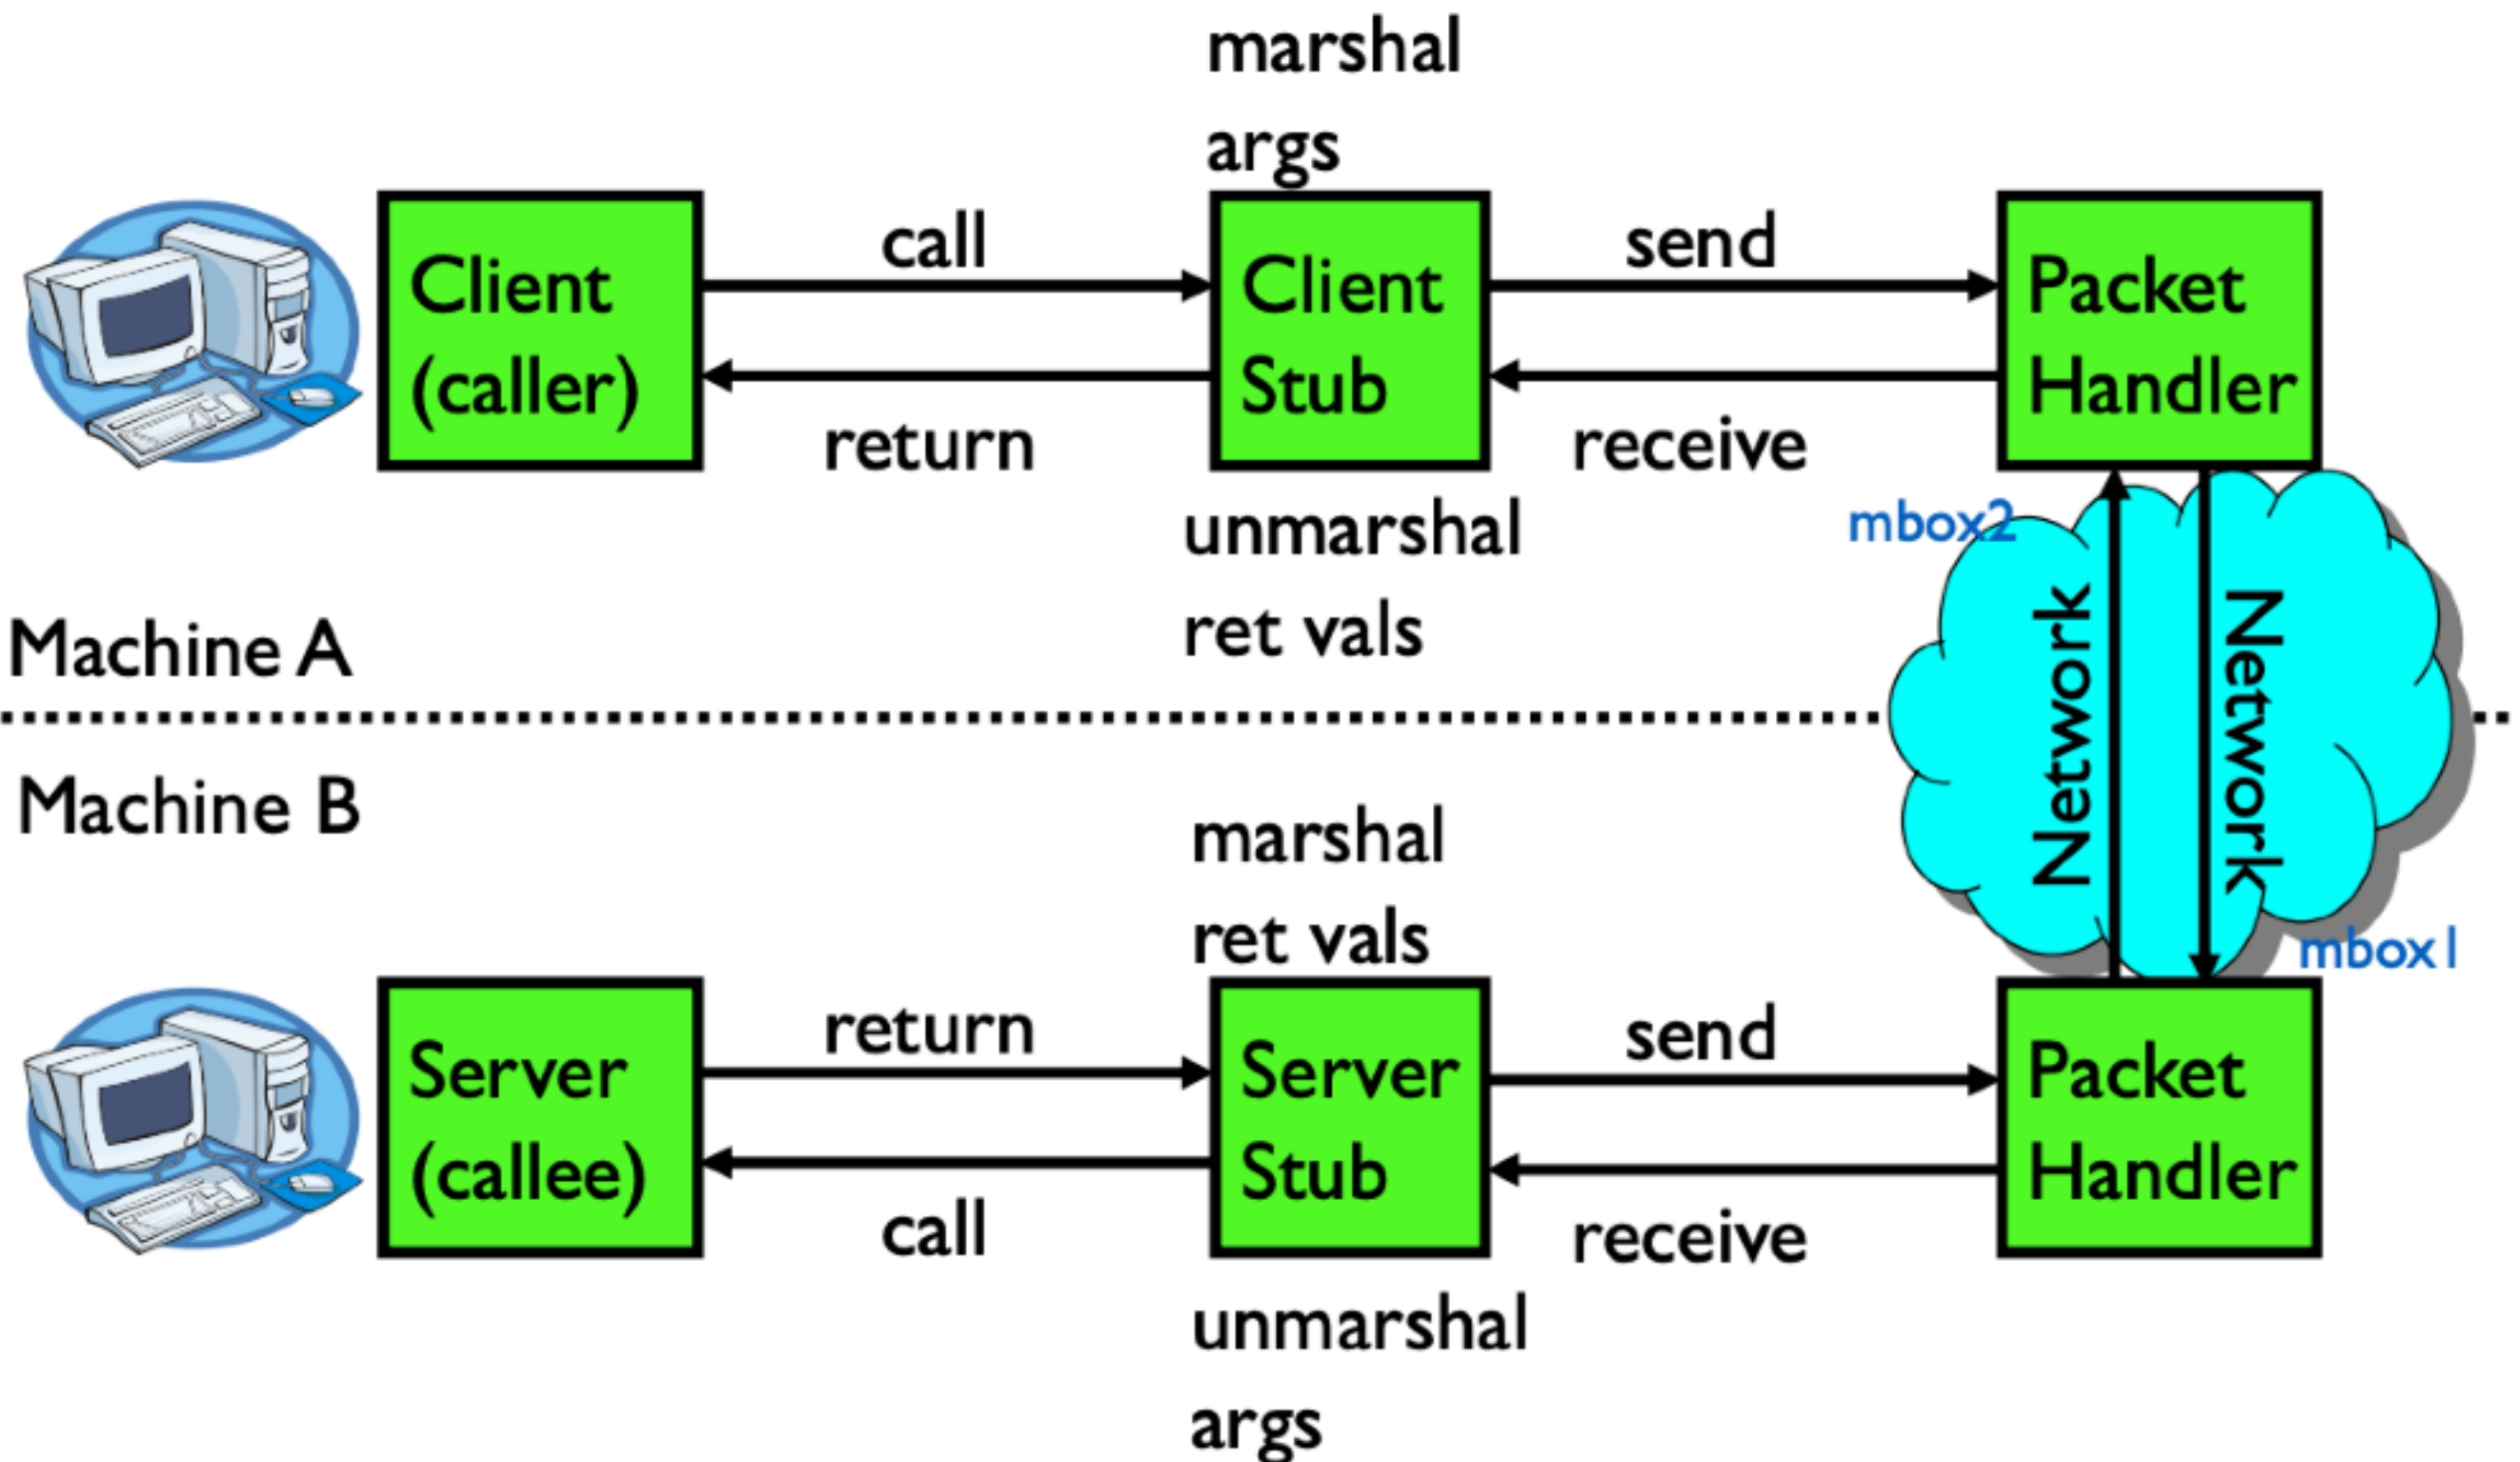 marshal
args
call
send
Client
(caller)
Client
Stub
Packet
Handler
return
receive
unmarshal
ret vals
mbox2
Network
Network
Machine A
Machine B
marshal
ret vals
mbox1
return
send
Server
(callee)
Server
Stub
Packet
Handler
call
receive
unmarshal
args